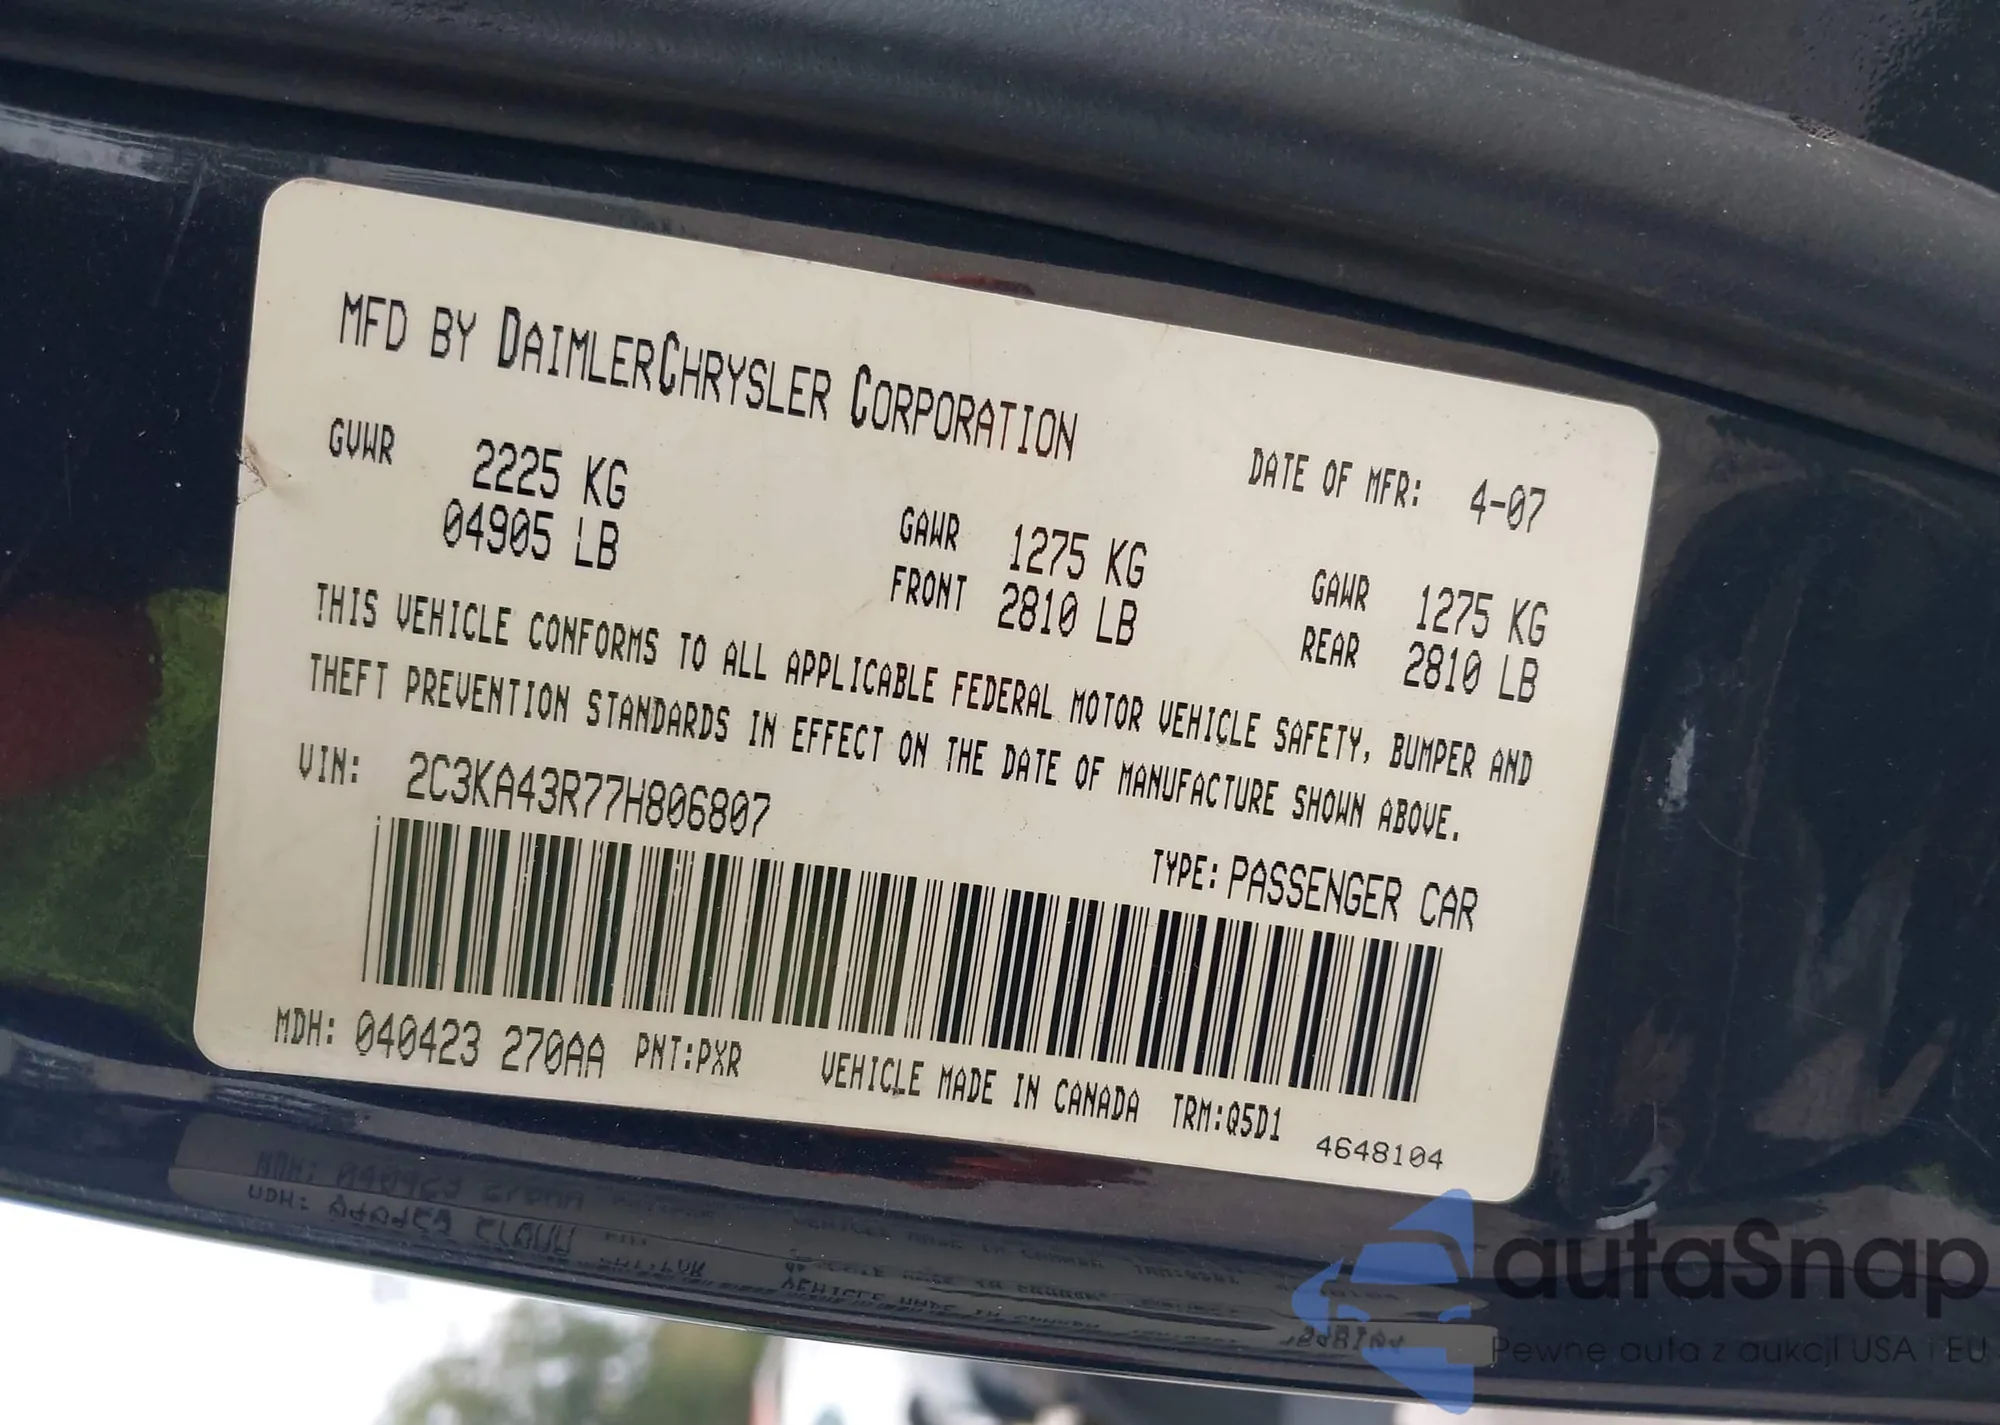 MFD BY DAIMLERCHRYSLER CORPORATION
DATE OF MFR: 4-07
GVWR 2225 KG
04905 LB
GAWR 1275 KG
FRONT 2810 LB
GAWR 1275 KG
REAR 2810 LB
THIS VEHICLE CONFORMS TO ALL APPLICABLE FEDERAL MOTOR VEHICLE SAFETY, BUMPER AND
THEFT PREVENTION STANDARDS IN EFFECT ON THE DATE OF MANUFACTURE SHOWN ABOVE.
VIN: 2C3KA43R77H806807
TYPE: PASSENGER CAR
MDH: 040423 270AA PNT:PXR VEHICLE MADE IN CANADA TRM:Q5D1 4648104
autaSnap
Pewne auta z aukcji USA i EU